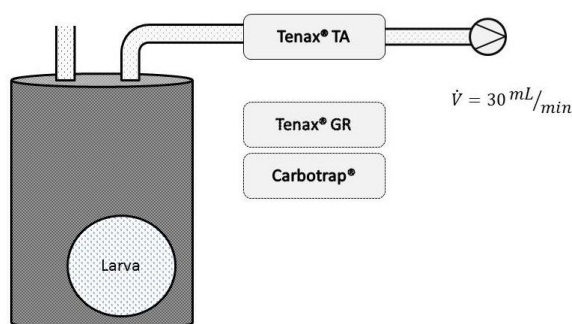 Tenax® TA
V̇ = 30 mL/min
Tenax® GR
Carbotrap®
Larva